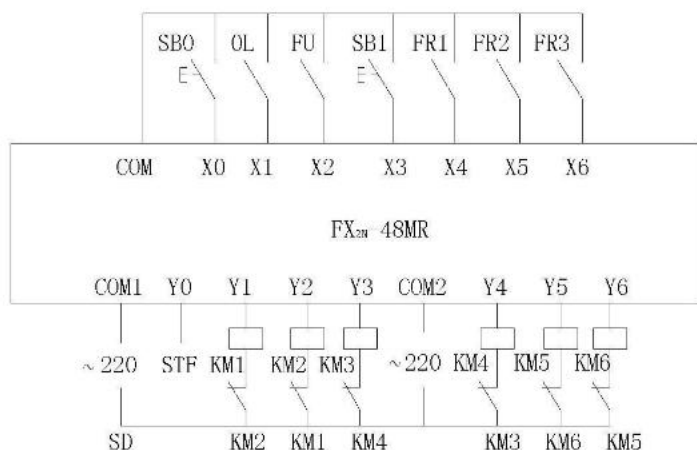 SB0 OL FU SB1 FR1 FR2 FR3
COM X0 X1 X2 X3 X4 X5 X6
FX2N-48MR
COM1 Y0 Y1 Y2 Y3 COM2 Y4 Y5 Y6
~220 STF KM1 KM2 KM3 ~220 KM4 KM5 KM6
SD KM2 KM1 KM4 KM3 KM6 KM5